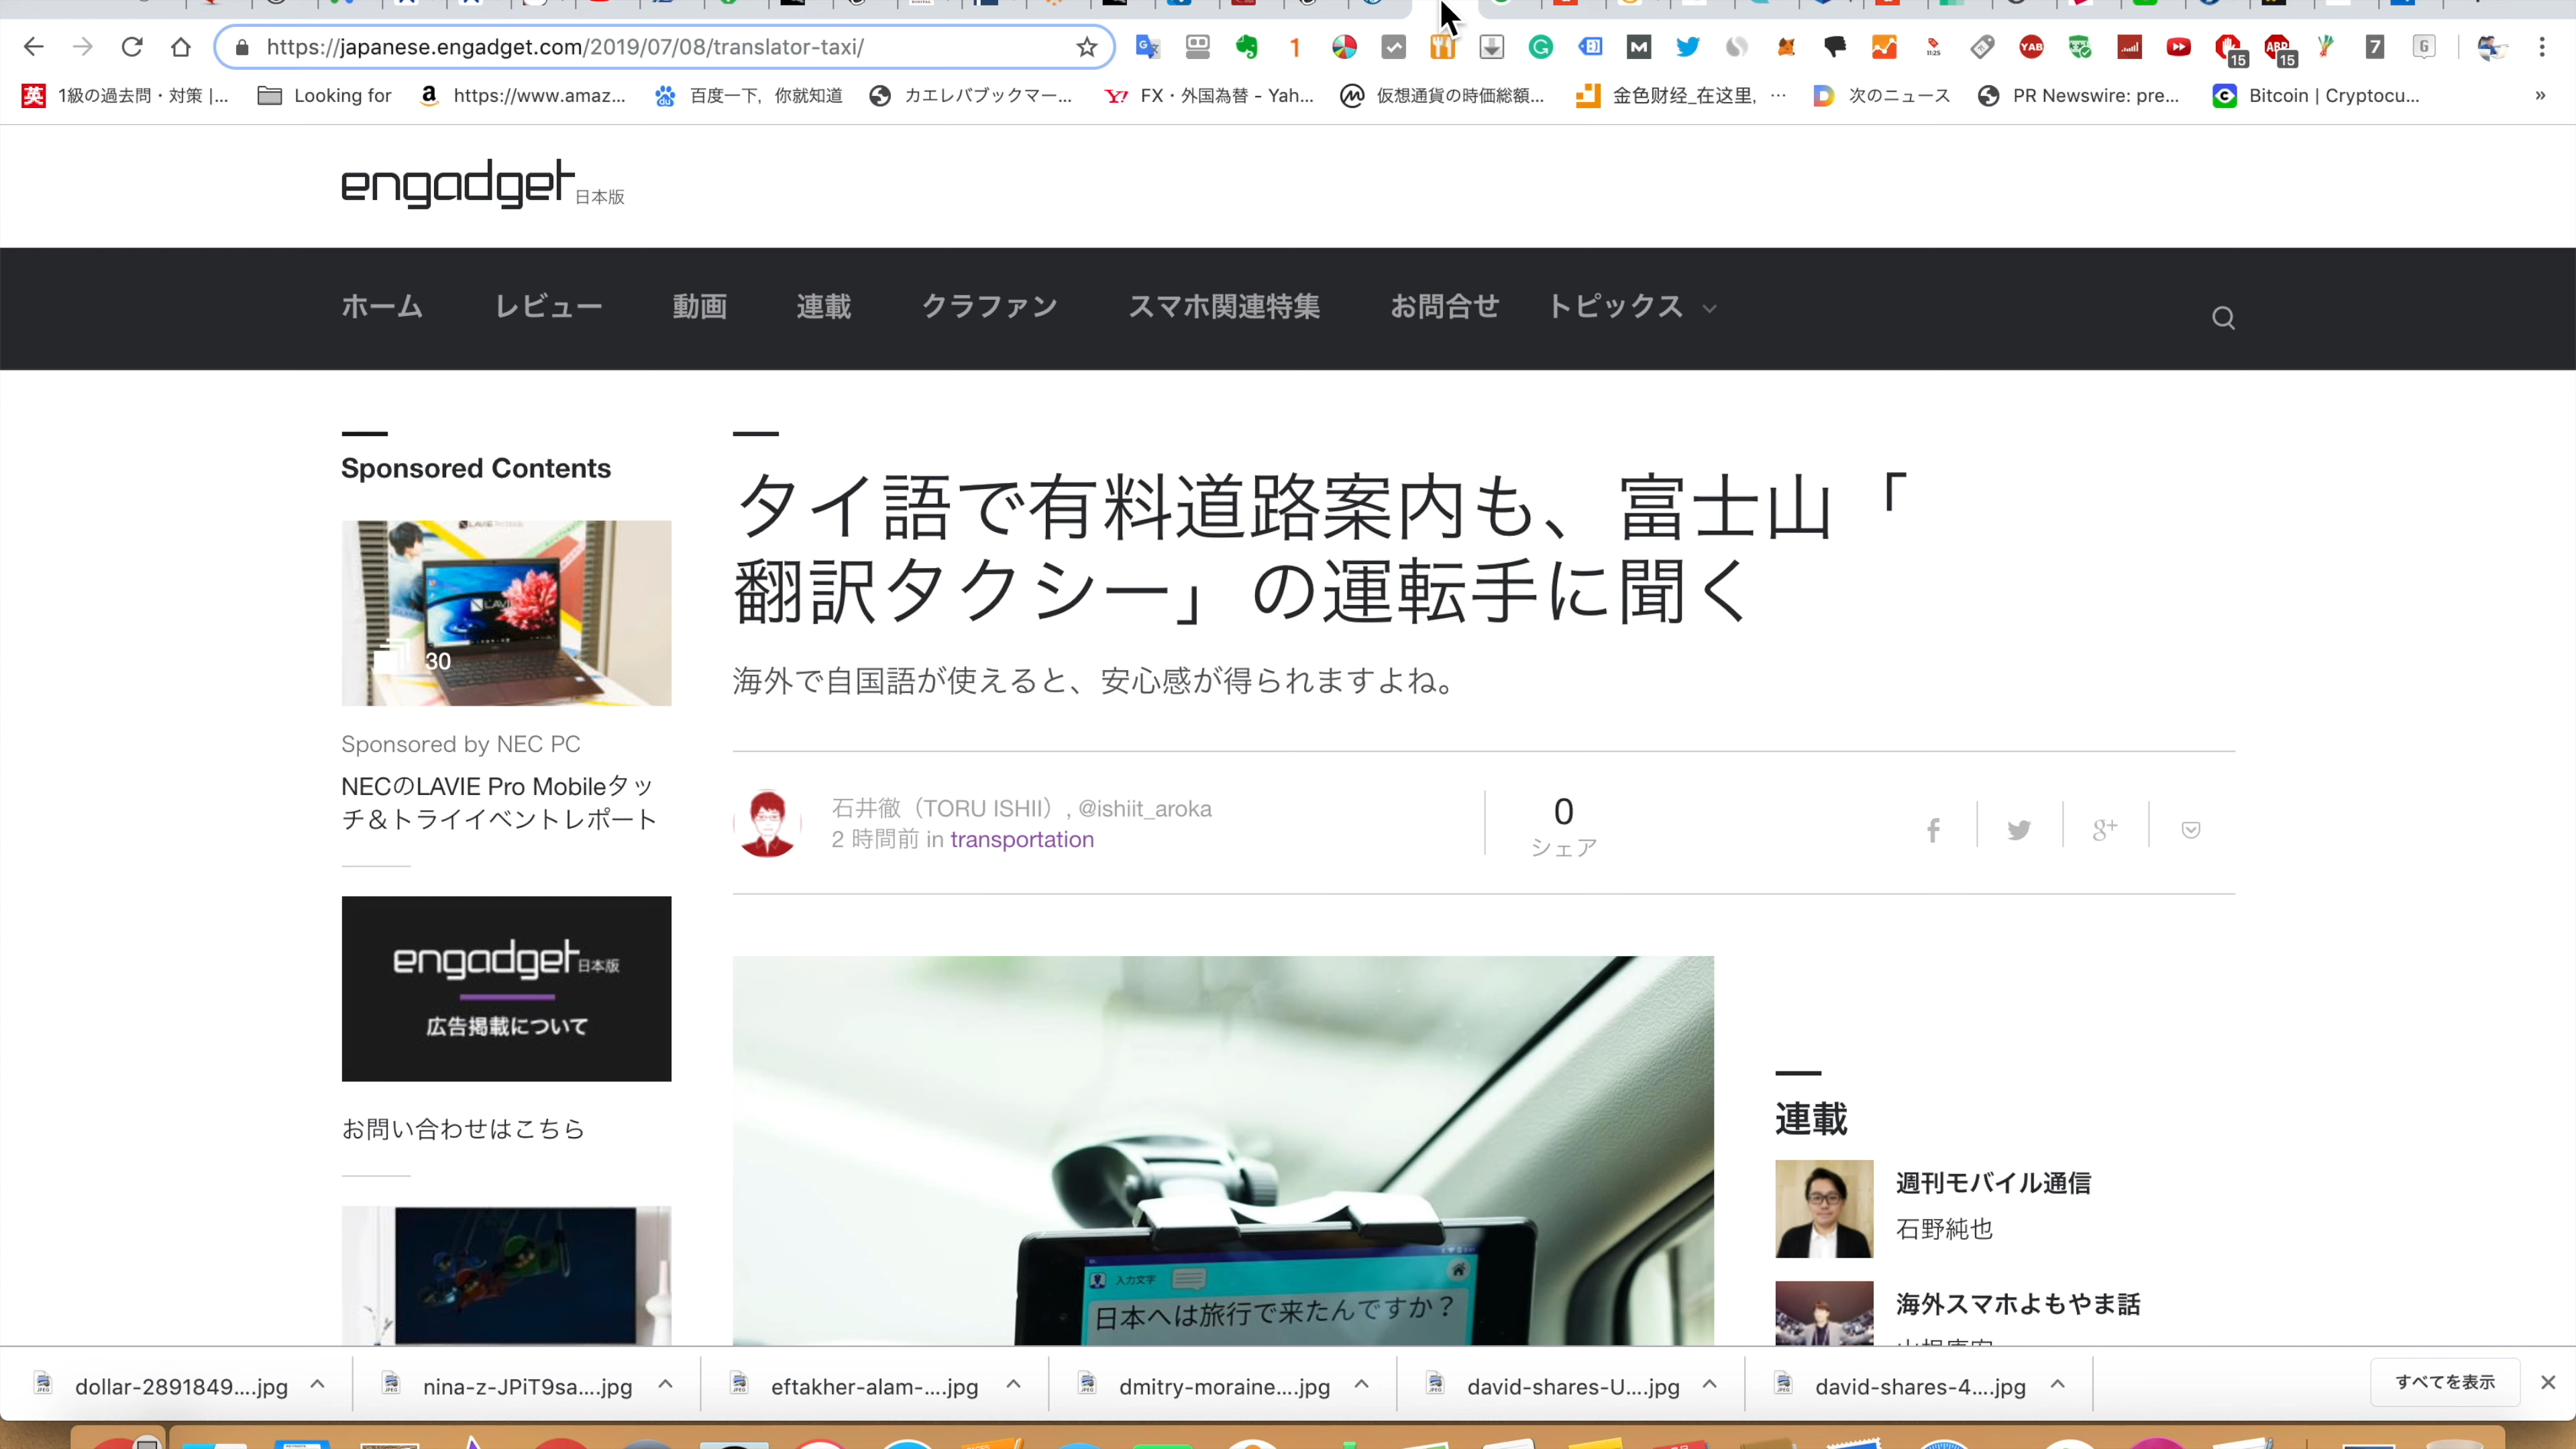 https://japanese.engadget.com/2019/07/08/translator-taxi/
1
11:25
YAB
15
ABP
15
7
G
英 1級の過去問・対策 |...
Looking for
https://www.amaz...
百度一下，你就知道
カエレバブックマー...
FX・外国為替 - Yah...
仮想通貨の時価総額...
金色财经_在这里, ...
次のニュース
PR Newswire: pre...
Bitcoin | Cryptocu...
»
engadget 日本版
ホーム
レビュー
動画
連載
クラファン
スマホ関連特集
お問合せ
トピックス
Sponsored Contents
30
Sponsored by NEC PC
NECのLAVIE Pro Mobileタッ
チ＆トライイベントレポート
engadget 日本版
広告掲載について
お問い合わせはこちら
タイ語で有料道路案内も、富士山「
翻訳タクシー」の運転手に聞く
海外で自国語が使えると、安心感が得られますよね。
石井徹（TORU ISHII）, @ishiit_aroka
2 時間前 in transportation
0
シェア
入力文字
日本へは旅行で来たんですか？
連載
週刊モバイル通信
石野純也
海外スマホよもやま話
dollar-2891849....jpg
nina-z-JPiT9sa....jpg
eftakher-alam-....jpg
dmitry-moraine....jpg
david-shares-U....jpg
david-shares-4....jpg
すべてを表示